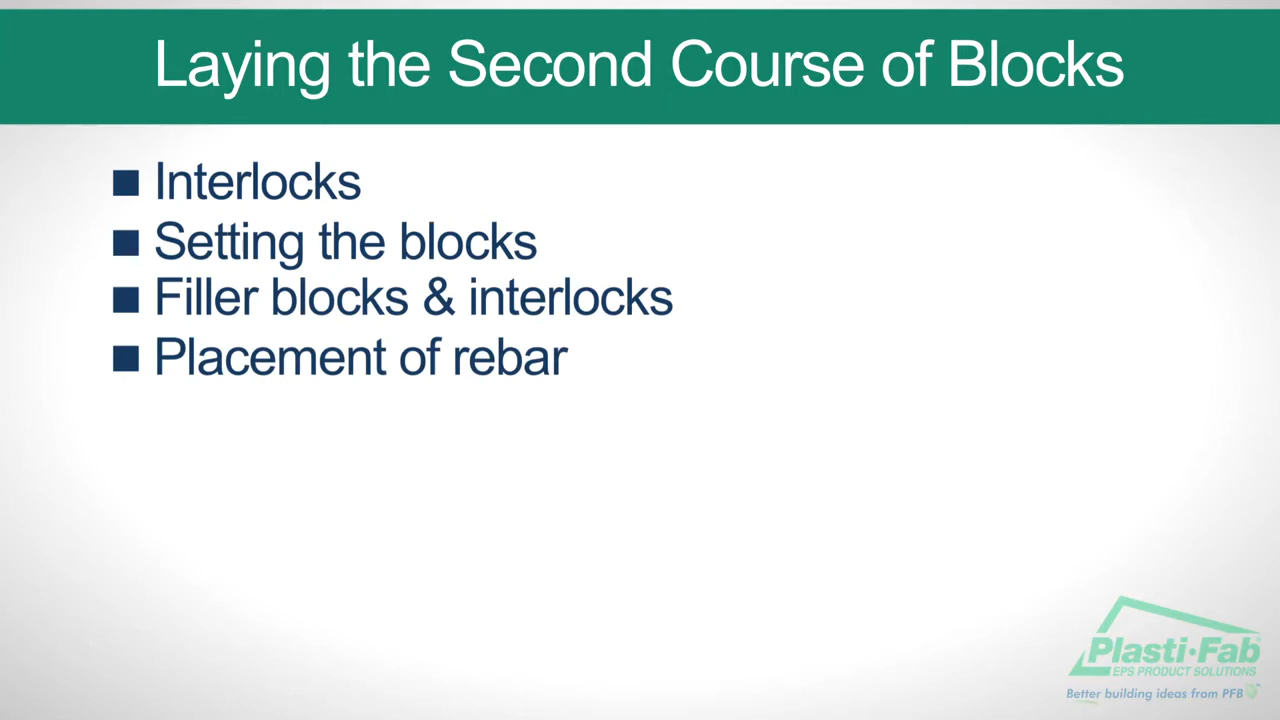 Laying the Second Course of Blocks
Interlocks
Setting the blocks
Filler blocks & interlocks
Placement of rebar
Plasti·Fab
EPS PRODUCT SOLUTIONS
Better building ideas from PFB